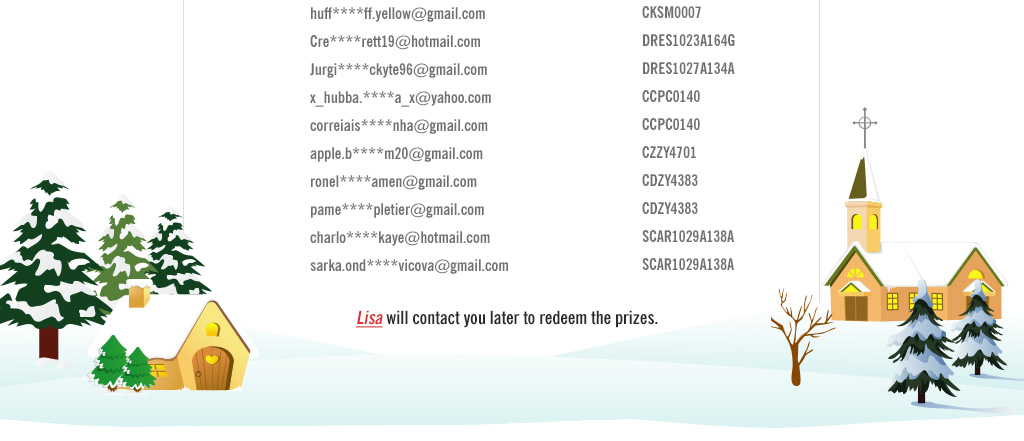 huff****ff.yellow@gmail.com CKSM0007
Cre****rett19@hotmail.com DRES1023A164G
Jurgi****ckyte96@gmail.com DRES1027A134A
x_hubba.****a_x@yahoo.com CCPC0140
correiais****nha@gmail.com CCPC0140
apple.b****m20@gmail.com CZZY4701
ronel****amen@gmail.com CDZY4383
pame****pletier@gmail.com CDZY4383
charlo****kaye@hotmail.com SCAR1029A138A
sarka.ond****vicova@gmail.com SCAR1029A138A
Lisa will contact you later to redeem the prizes.